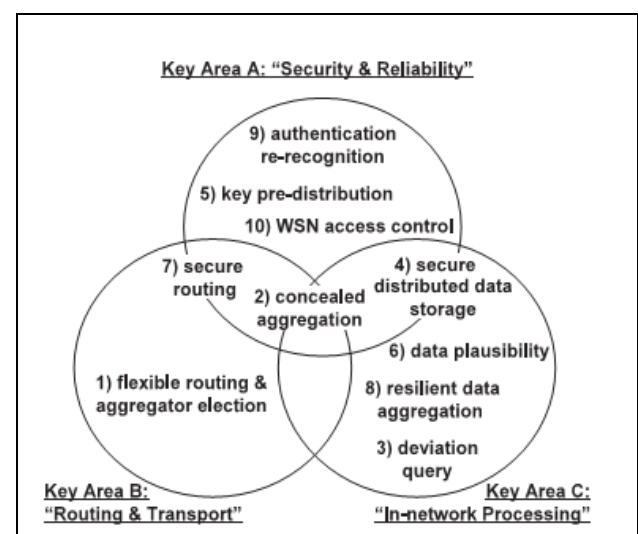 Key Area A: “Security & Reliability”
9) authentication
re-recognition
5) key pre-distribution
10) WSN access control
7) secure
routing
2) concealed
aggregation
4) secure
distributed data
storage
6) data plausibility
1) flexible routing &
aggregator election
8) resilient data
aggregation
3) deviation
query
Key Area B:
“Routing & Transport”
Key Area C:
“In-network Processing”